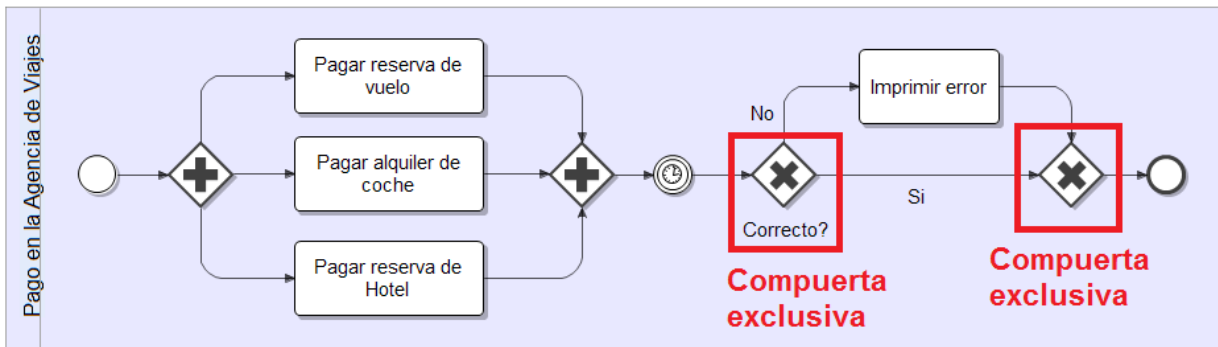 Pago en la Agencia de Viajes
Pagar reserva de
vuelo
Pagar alquiler de
coche
Pagar reserva de
Hotel
No
Imprimir error
Si
Correcto?
Compuerta
exclusiva
Compuerta
exclusiva